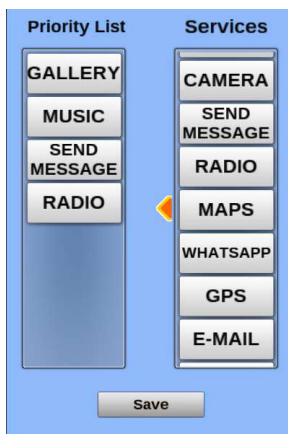 Priority List
GALLERY
MUSIC
SEND
MESSAGE
RADIO
Services
CAMERA
SEND
MESSAGE
RADIO
MAPS
WHATSAPP
GPS
E-MAIL
Save